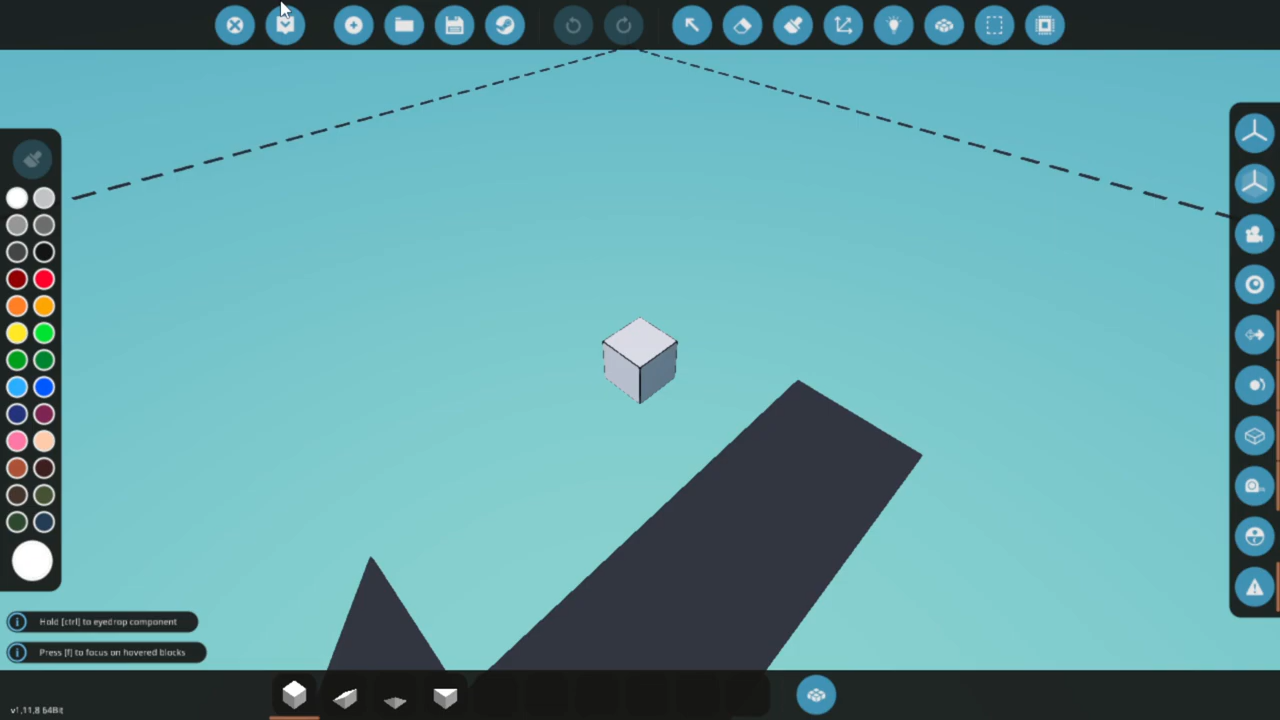 Hold [ctrl] to eyedrop component
Press [f] to focus on hovered blocks
v1.11.8 64Bit